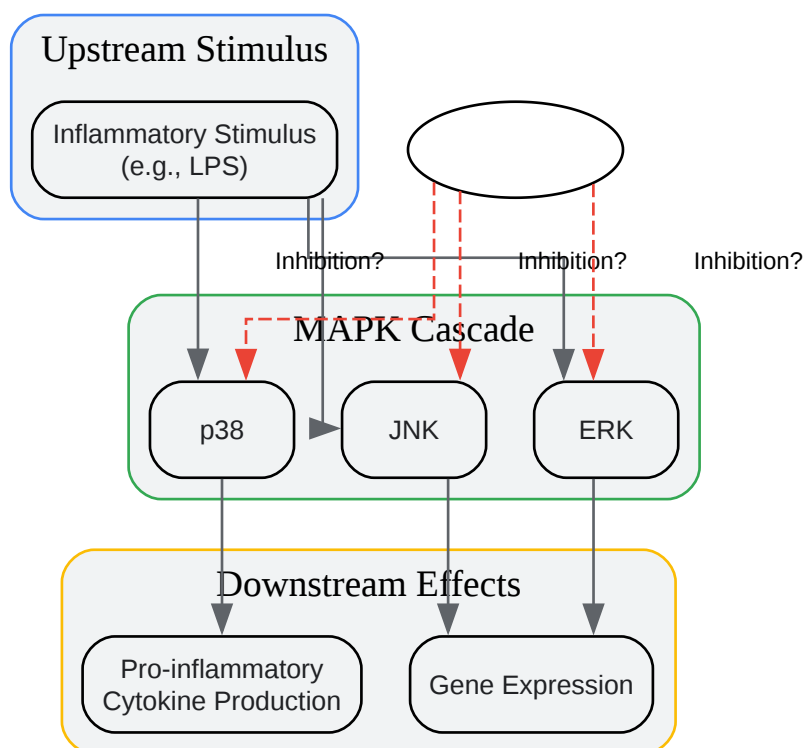 Upstream Stimulus
Inflammatory Stimulus
(e.g., LPS)
Inhibition?
Inhibition?
Inhibition?
MAPK Cascade
p38
JNK
ERK
Downstream Effects
Pro-inflammatory
Cytokine Production
Gene Expression